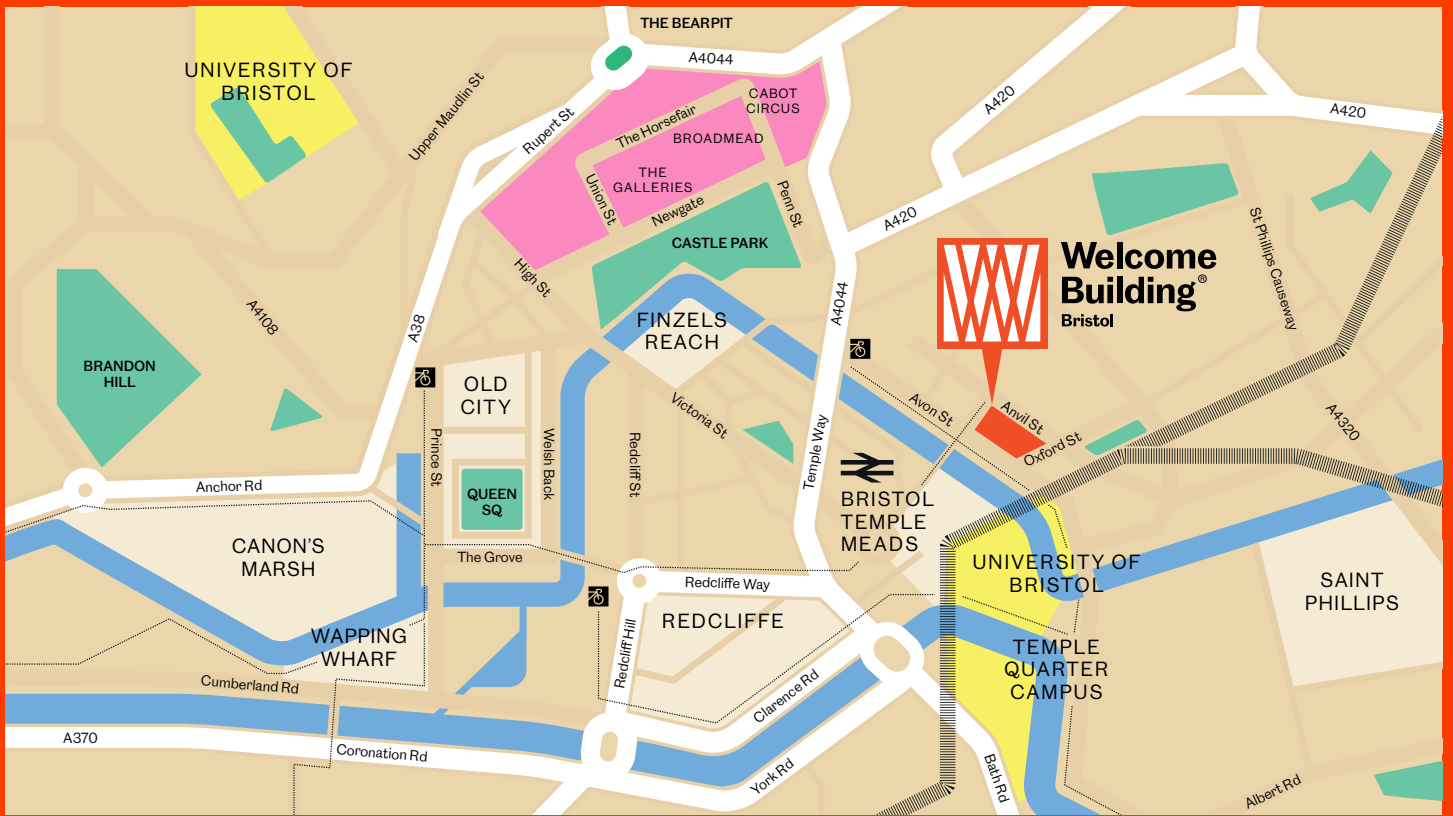 THE BEARPIT
A4044
UNIVERSITY OF
BRISTOL
Upper Maudlin St
Rupert St
The Horsefair
CABOT
CIRCUS
BROADMEAD
THE
GALLERIES
Union St
Newgate
Penn St
CASTLE PARK
High St
A420
A420
A420
A4044
St Phillips Causeway
Welcome
Building®
Bristol
A4108
A38
BRANDON
HILL
FINZELS
REACH
OLD
CITY
Prince St
Welsh Back
Redcliff St
Victoria St
Temple Way
Avon St
Anvil St
Oxford St
A4320
Anchor Rd
QUEEN
SQ
BRISTOL
TEMPLE
MEADS
CANON'S
MARSH
The Grove
Redcliffe Way
UNIVERSITY OF
BRISTOL
SAINT
PHILLIPS
REDCLIFFE
WAPPING
WHARF
Redcliff Hill
TEMPLE
QUARTER
CAMPUS
Cumberland Rd
Clarence Rd
A370
Coronation Rd
York Rd
Bath Rd
Albert Rd